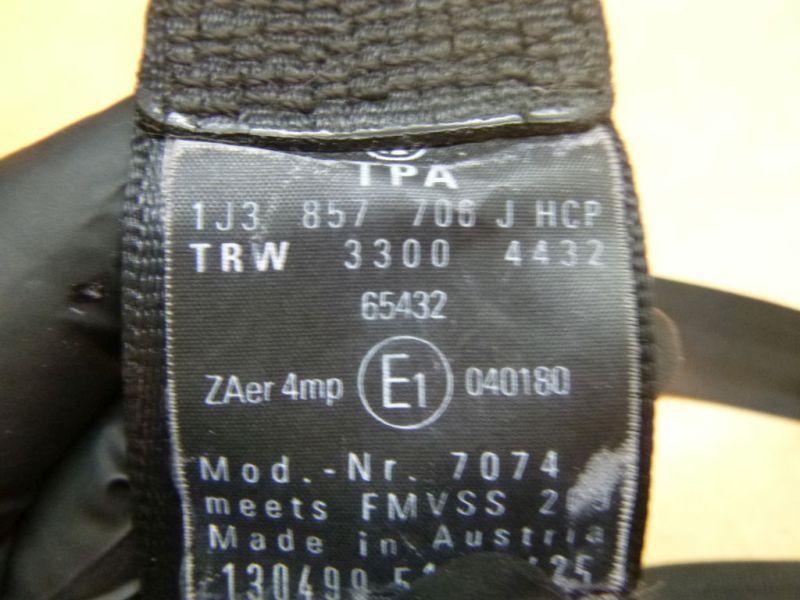 TPA
1J3 857 706 J HCP
TRW 3300 4432
65432
ZAer 4mp E1 040180
Mod.-Nr. 7074
meets FMVSS
Made in Austria
130499